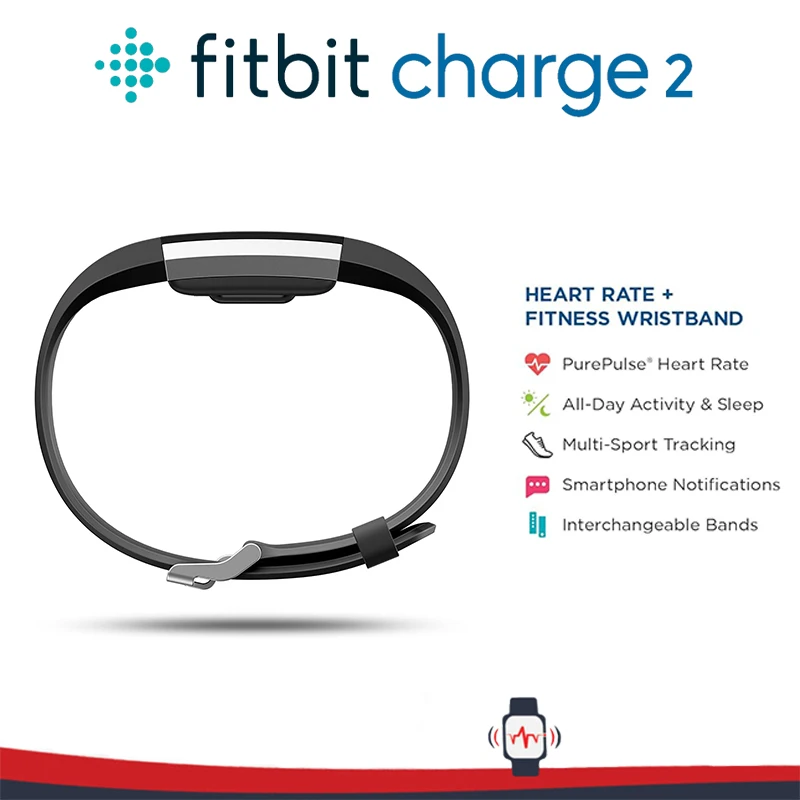 fitbit charge 2
HEART RATE +
FITNESS WRISTBAND
PurePulse® Heart Rate
All-Day Activity & Sleep
Multi-Sport Tracking
Smartphone Notifications
Interchangeable Bands